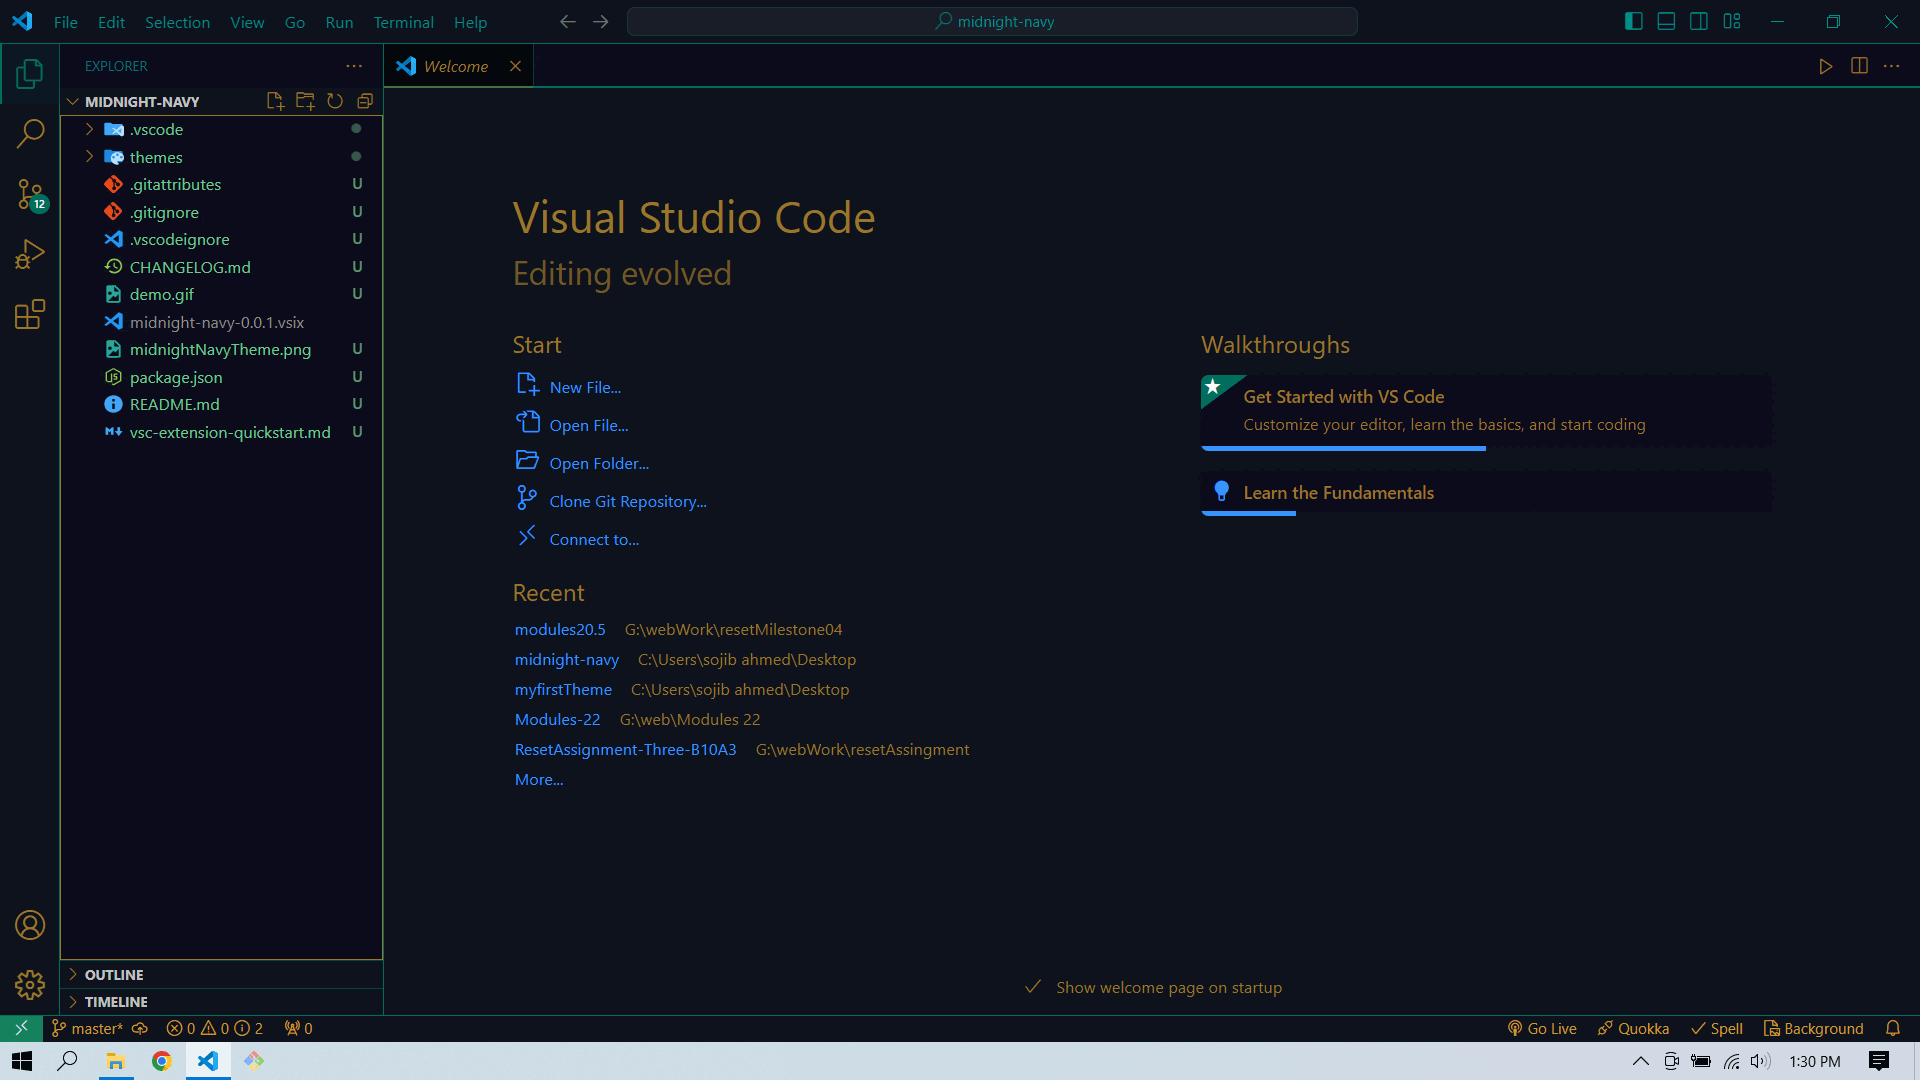 File Edit Selection View Go Run Terminal Help
midnight-navy
EXPLORER
Welcome
MIDNIGHT-NAVY
.vscode
themes
.gitattributes U
.gitignore U
.vscodeignore U
CHANGELOG.md U
demo.gif U
midnight-navy-0.0.1.vsix
midnightNavyTheme.png U
package.json U
README.md U
vsc-extension-quickstart.md U
12
OUTLINE
TIMELINE
Visual Studio Code
Editing evolved
Start
New File...
Open File...
Open Folder...
Clone Git Repository...
Connect to...
Recent
modules20.5 G:\webWork\resetMilestone04
midnight-navy C:\Users\sojib ahmed\Desktop
myfirstTheme C:\Users\sojib ahmed\Desktop
Modules-22 G:\web\Modules 22
ResetAssignment-Three-B10A3 G:\webWork\resetAssingment
More...
Walkthroughs
Get Started with VS Code
Customize your editor, learn the basics, and start coding
Learn the Fundamentals
Show welcome page on startup
master* 0 0 2 0 Go Live Quokka Spell Background
1:30 PM